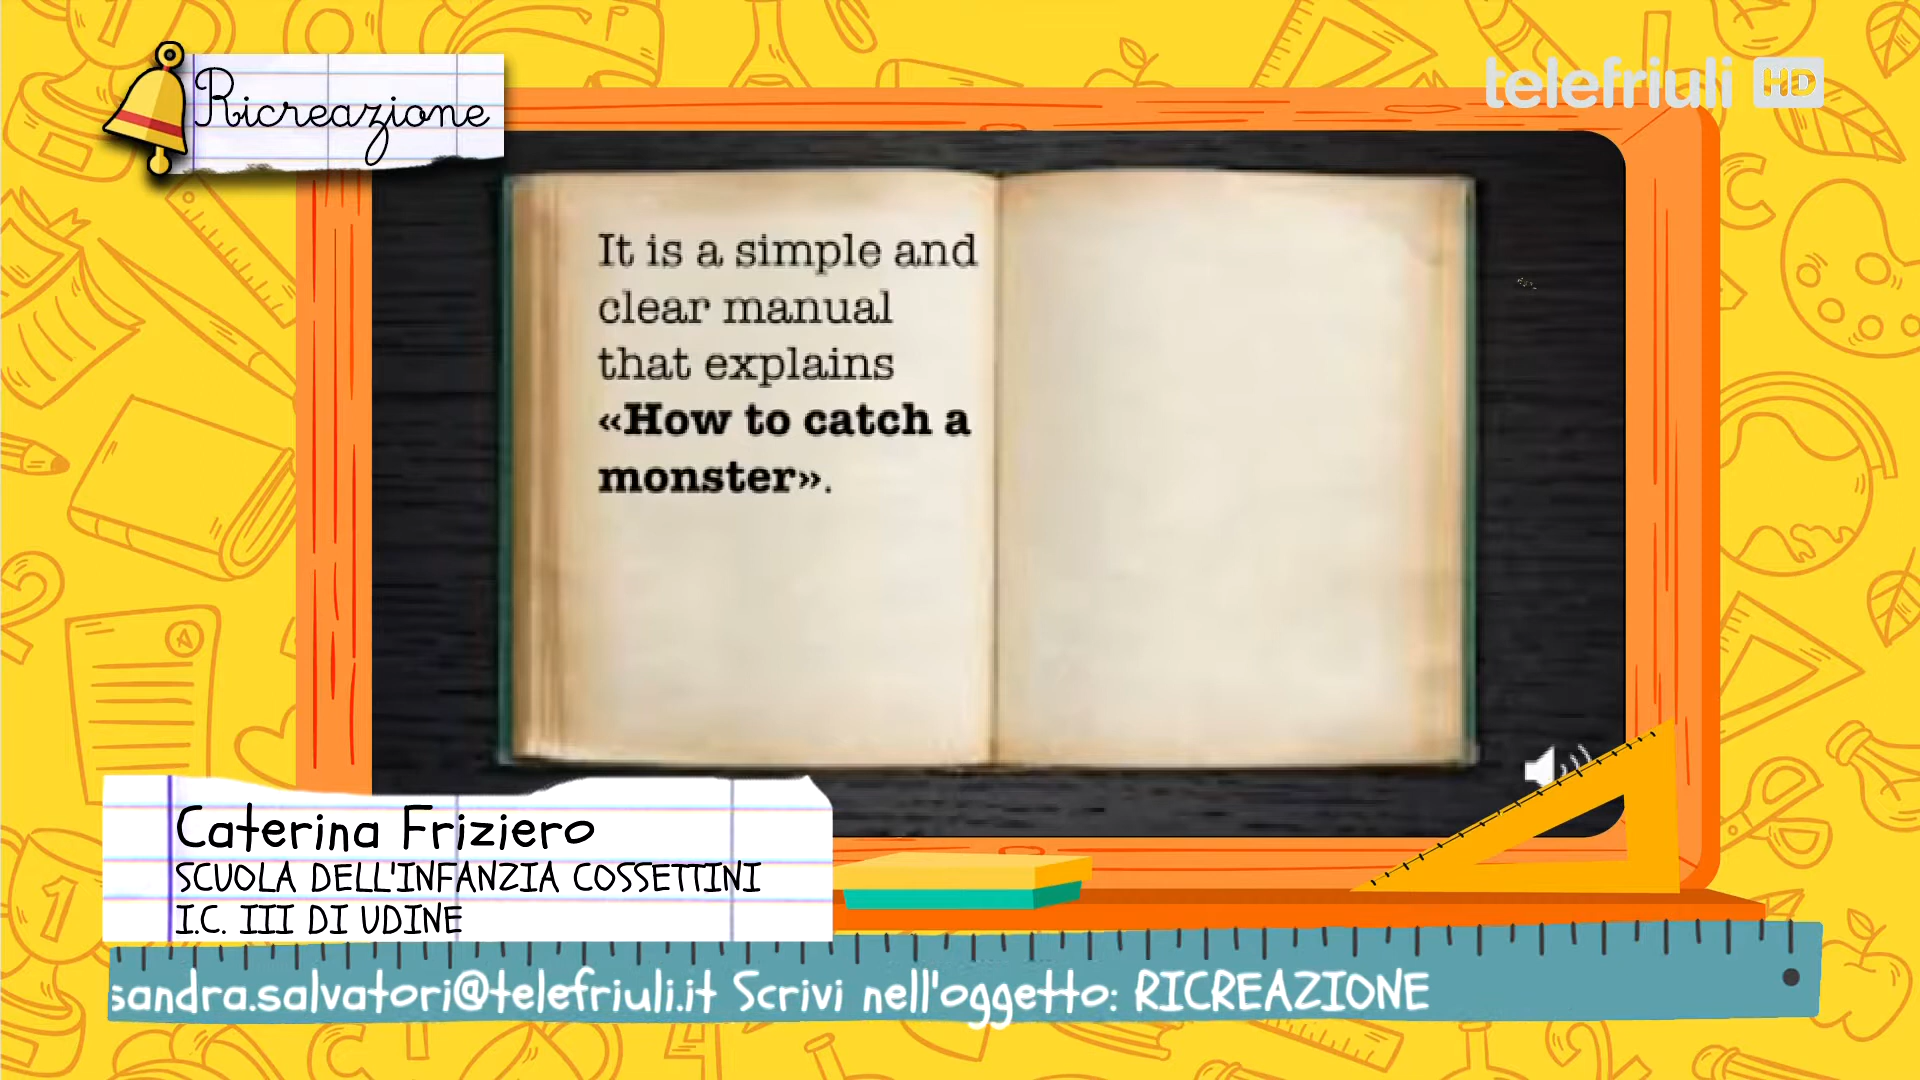 Ricreazione
telefriuli HD
It is a simple and
clear manual
that explains
«How to catch a
monster».
Caterina Friziero
SCUOLA DELL'INFANZIA COSSETTINI
I.C. III DI UDINE
sandra.salvatori@telefriuli.it Scrivi nell'oggetto: RICREAZIONE